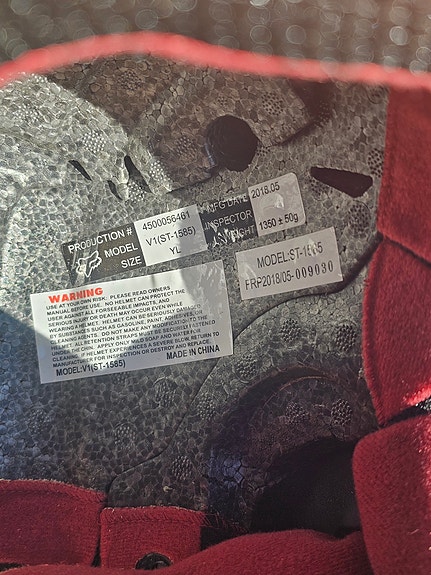 PRODUCTION # 4500056461
MODEL V1(ST-1585)
SIZE YL
MFG DATE 2018.05
INSPECTOR
1350 ± 50g
MODEL:ST-1585
FRP2018/05-009030
WARNING
USE AT YOUR OWN RISK. PLEASE READ OWNERS
MANUAL BEFORE USE. NO HELMET CAN PROTECT THE
USER AGAINST ALL FORSEEABLE IMPACTS, AND
SERIOUS INJURY OR DEATH MAY OCCUR EVEN WHILE
WEARING A HELMET. HELMET CAN BE SERIOUSLY DAMAGED
BY SUBSTANCES SUCH AS GASOLINE, PAINT, ADHESIVES, OR
CLEANING AGENTS. DO NOT MAKE ANY MODIFICATION TO THE
HELMET. ALL RETENTION STRAPS MUST BE SECURELY FASTENED
UNDER THE CHIN. APPLY ONLY MILD SOAP AND WATER FOR
CLEANING. IF HELMET EXPERIENCES A SEVERE BLOW, RETURN TO
MANUFACTURER FOR INSPECTION OR DESTROY AND REPLACE.
MODEL:V1(ST-1585) MADE IN CHINA